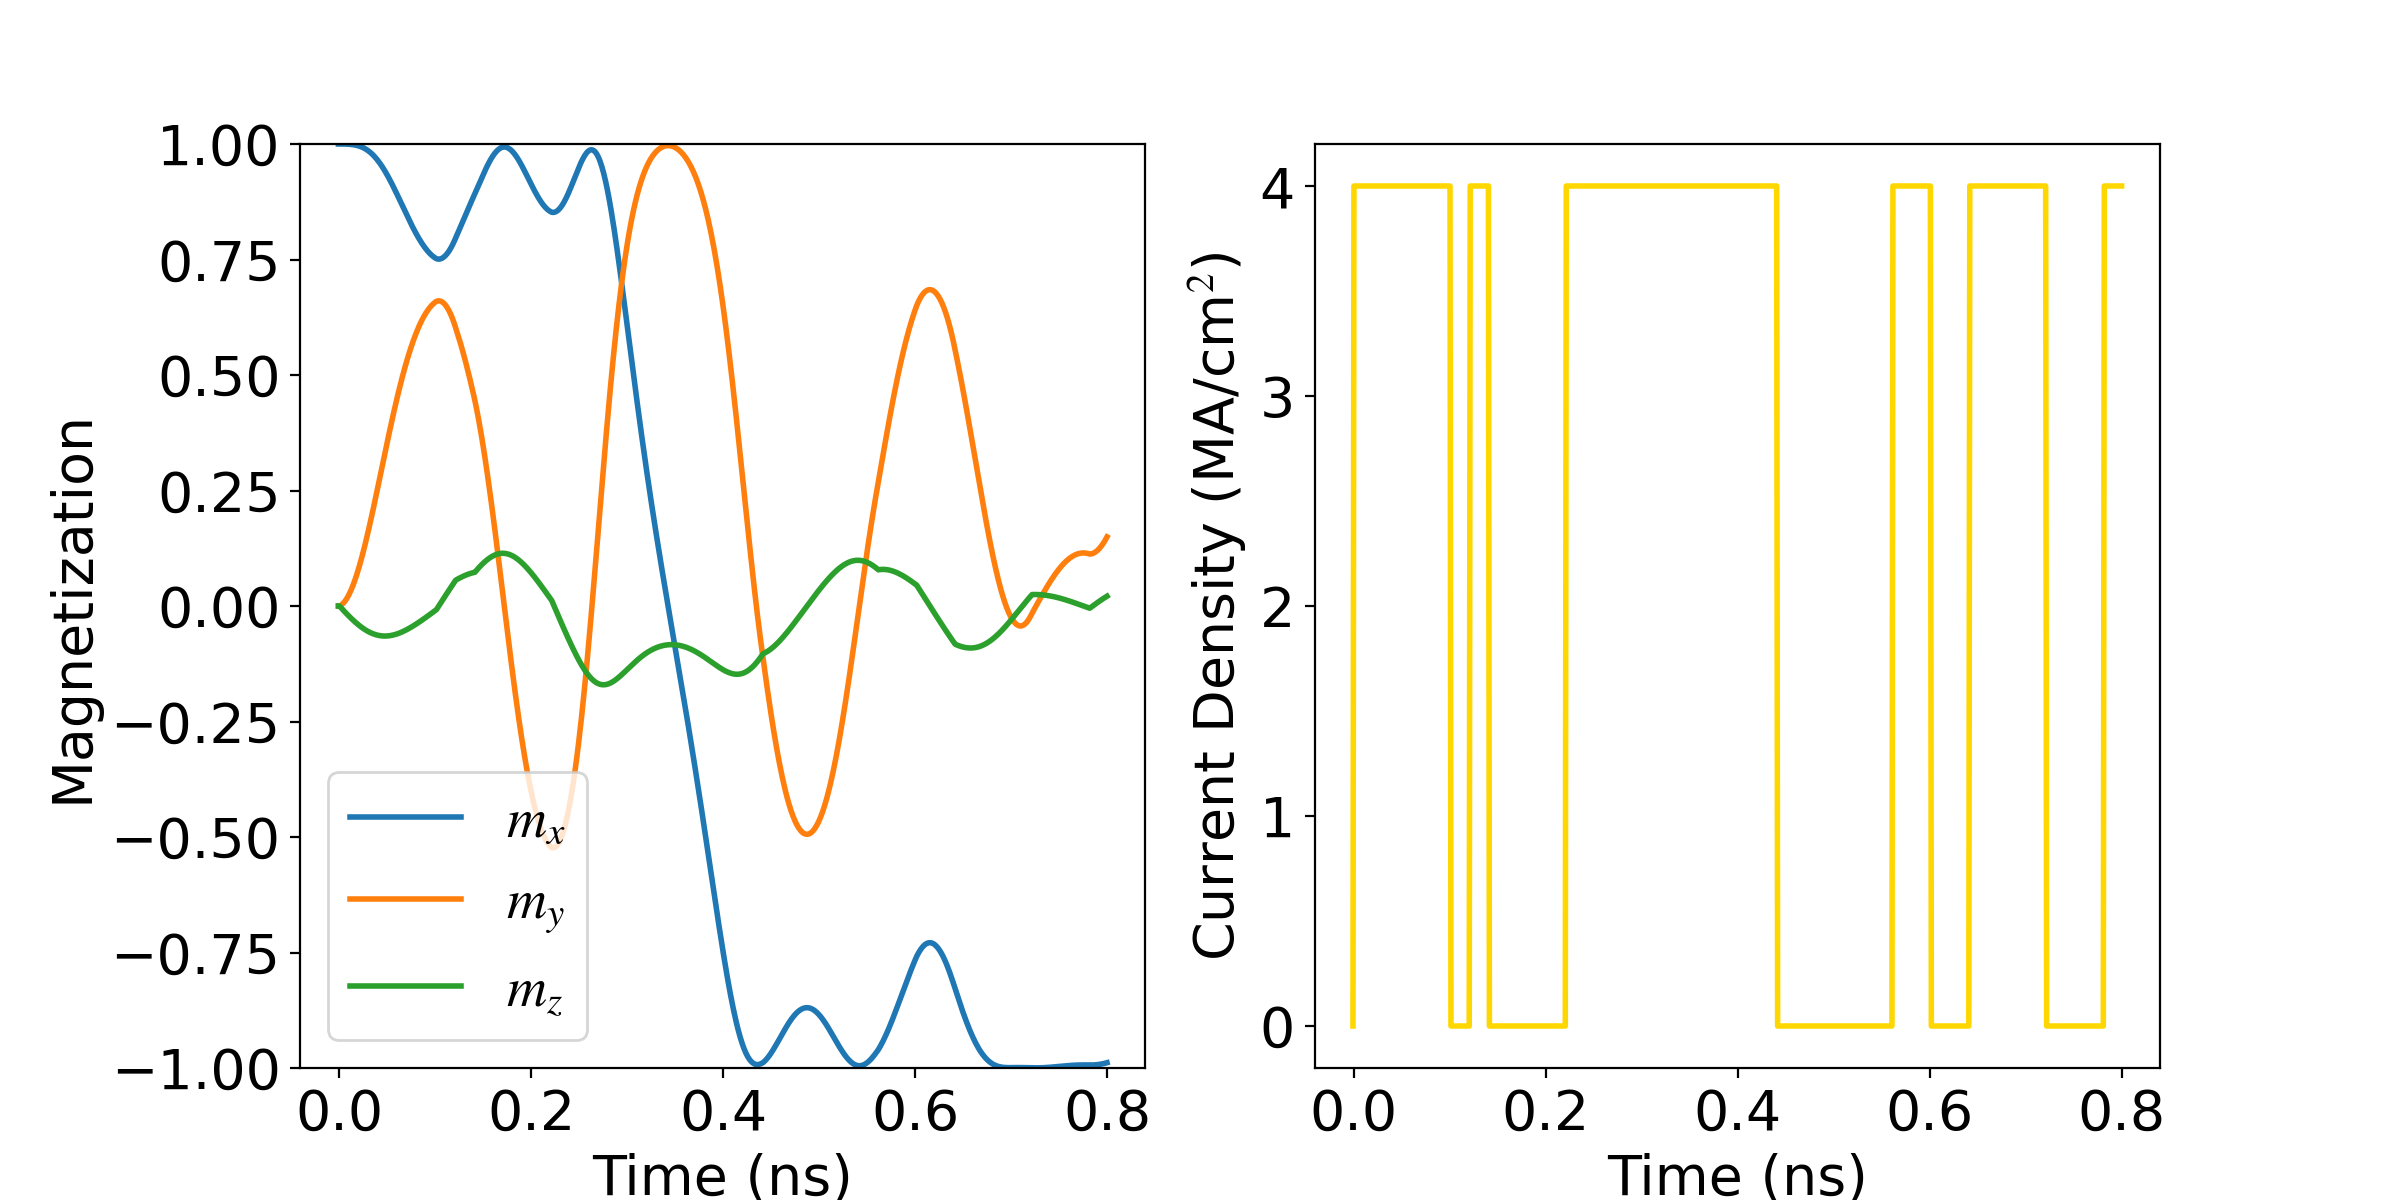 1.00
0.75
0.50
0.25
0.00
−0.25
−0.50
−0.75
−1.00
Magnetization
m_x
m_y
m_z
0.0 0.2 0.4 0.6 0.8
Time (ns)
4
3
2
1
0
Current Density (MA/cm²)
0.0 0.2 0.4 0.6 0.8
Time (ns)